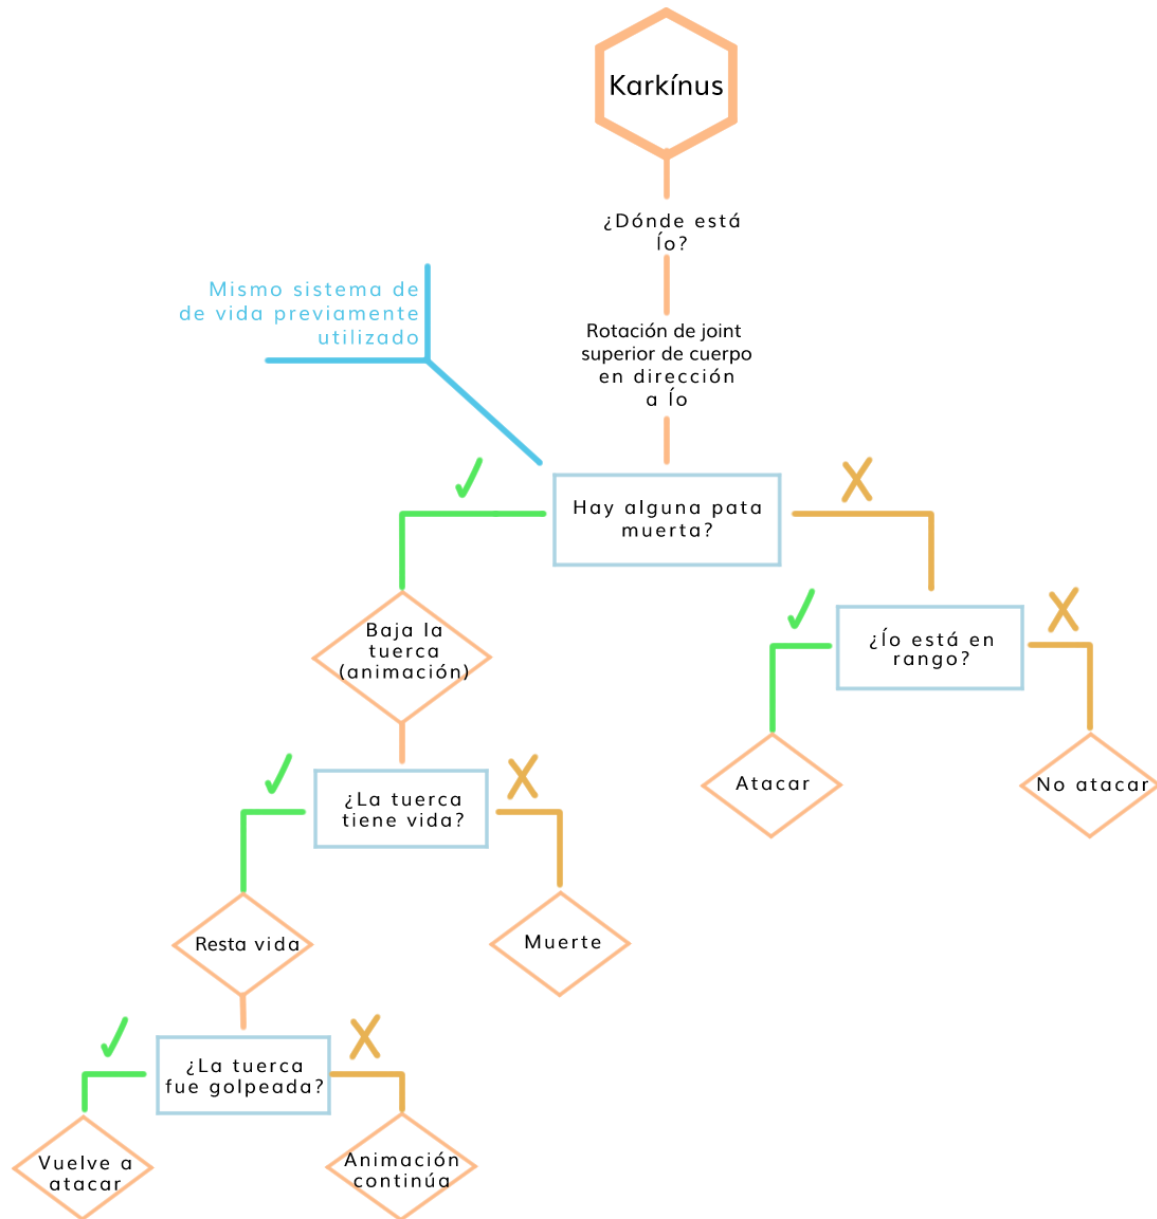 Karkínus
¿Dónde está
Ío?
Mismo sistema de
de vida previamente
utilizado
Rotación de joint
superior de cuerpo
en dirección
a Ío
Hay alguna pata
muerta?
Baja la
tuerca
(animación)
¿Ío está en
rango?
Atacar
No atacar
¿La tuerca
tiene vida?
Resta vida
Muerte
¿La tuerca
fue golpeada?
Vuelve a
atacar
Animación
continúa